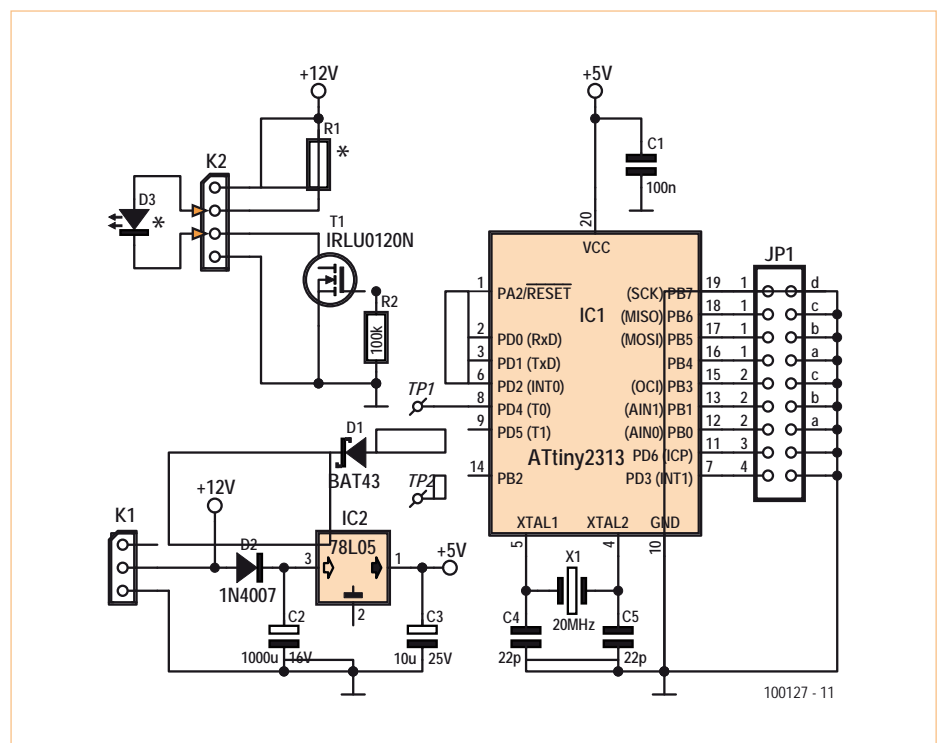 +12V
+5V
R1
*
C1
100n
K2
D3
*
T1
IRLU0120N
R2
100k
20
VCC
JP1
1 PA2/RESET
2 PD0 (RxD)
3 PD1 (TxD)
6 PD2 (INT0)
8 PD4 (T0)
9 PD5 (T1)
14 PB2
IC1
ATtiny2313
(SCK) PB7 19 1 d
(MISO) PB6 18 1 c
(MOSI) PB5 17 1 b
PB4 16 1 a
(OCI) PB3 15 2 c
(AIN1) PB1 13 2 b
(AIN0) PB0 12 2 a
PD6 (ICP) 11 3
PD3 (INT1) 7 4
XTAL1 XTAL2 GND
5 4 10
TP1
D1
BAT43
TP2
+12V
K1
D2
1N4007
IC2
78L05
3
1
2
+5V
C2
1000u 16V
C3
10u 25V
X1
20MHz
C4
22p
C5
22p
100127 - 11